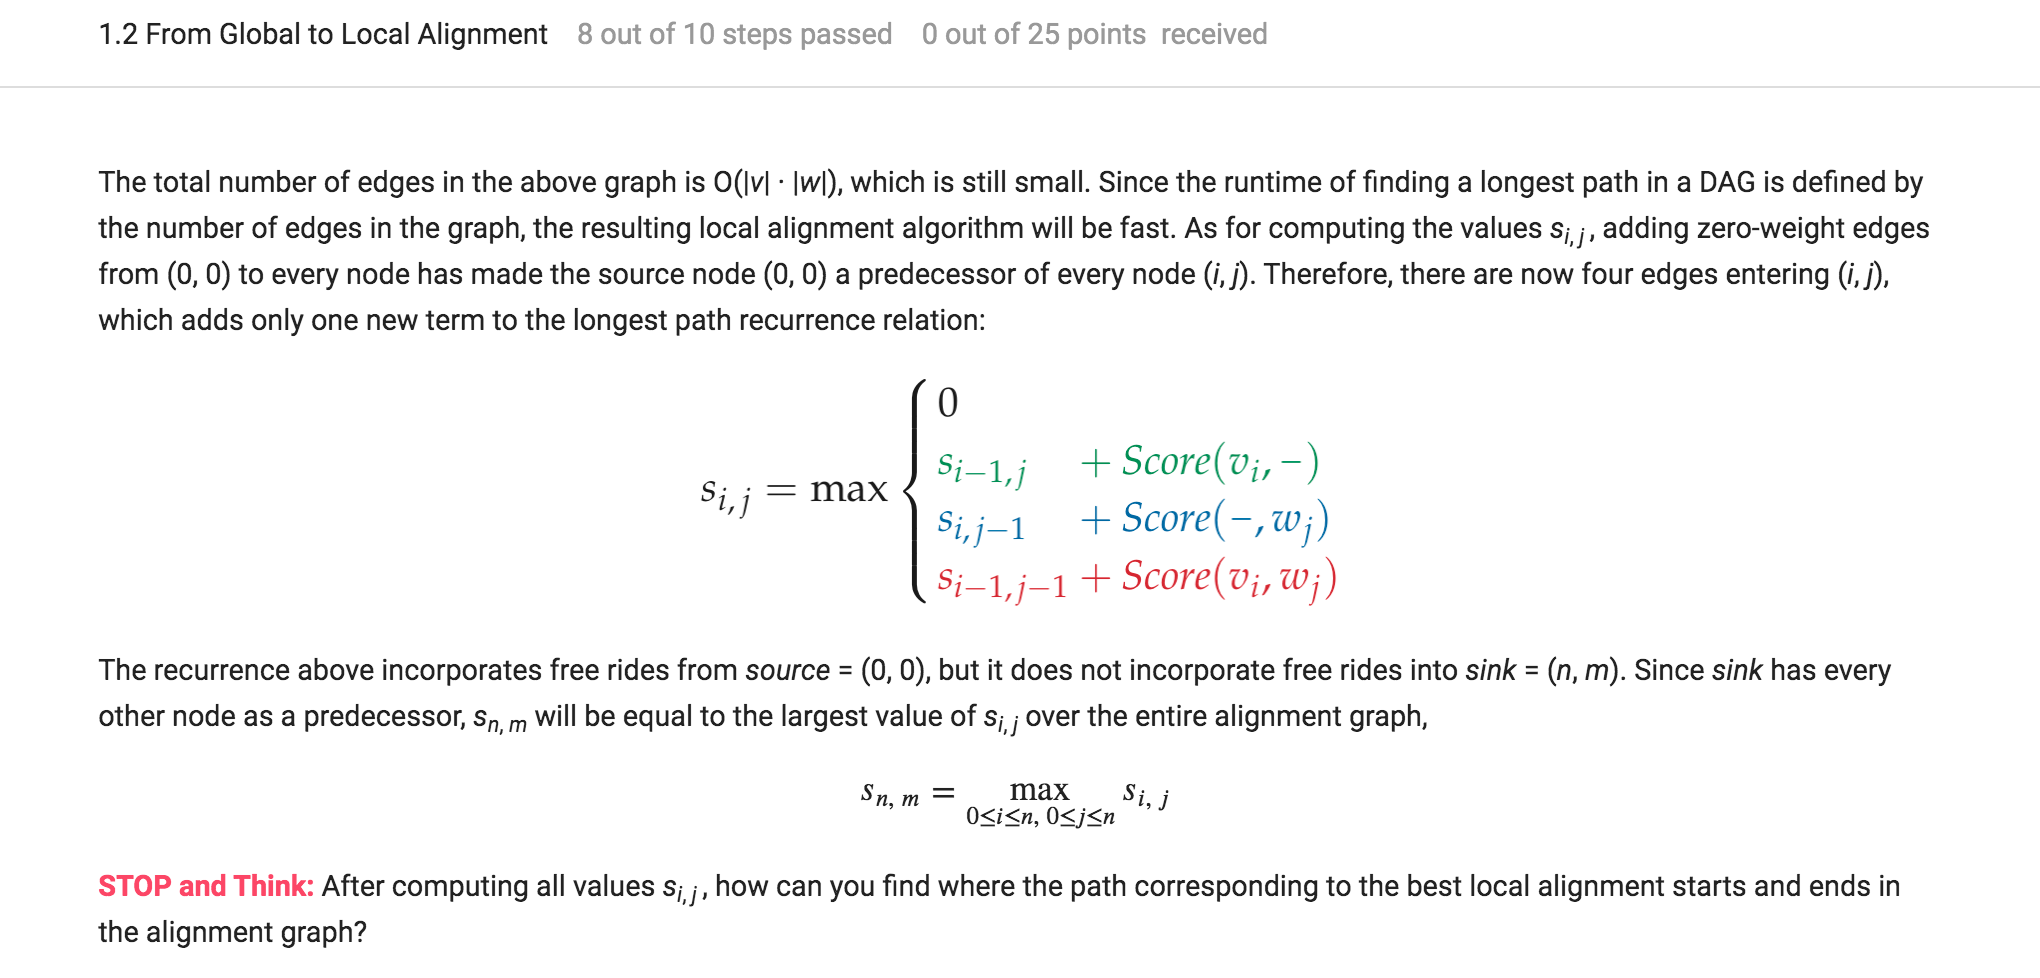 1.2 From Global to Local Alignment 8 out of 10 steps passed 0 out of 25 points received
The total number of edges in the above graph is O(|v| · |w|), which is still small. Since the runtime of finding a longest path in a DAG is defined by
the number of edges in the graph, the resulting local alignment algorithm will be fast. As for computing the values s_{i, j}, adding zero-weight edges
from (0, 0) to every node has made the source node (0, 0) a predecessor of every node (i, j). Therefore, there are now four edges entering (i, j),
which adds only one new term to the longest path recurrence relation:
s_{i,j} = max {
0
s_{i−1,j} + Score(v_i, −)
s_{i,j−1} + Score(−, w_j)
s_{i−1,j−1} + Score(v_i, w_j)
The recurrence above incorporates free rides from source = (0, 0), but it does not incorporate free rides into sink = (n, m). Since sink has every
other node as a predecessor, s_{n, m} will be equal to the largest value of s_{i, j} over the entire alignment graph,
s_{n, m} = max_{0≤i≤n, 0≤j≤n} s_{i, j}
STOP and Think: After computing all values s_{i, j}, how can you find where the path corresponding to the best local alignment starts and ends in
the alignment graph?